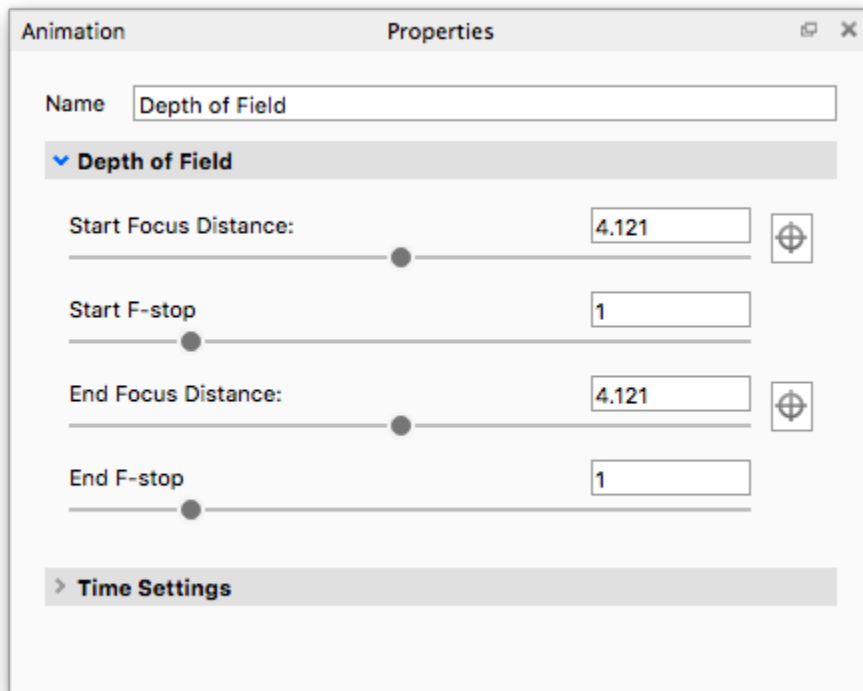 Animation Properties
Name Depth of Field
Depth of Field
Start Focus Distance: 4.121
Start F-stop 1
End Focus Distance: 4.121
End F-stop 1
Time Settings